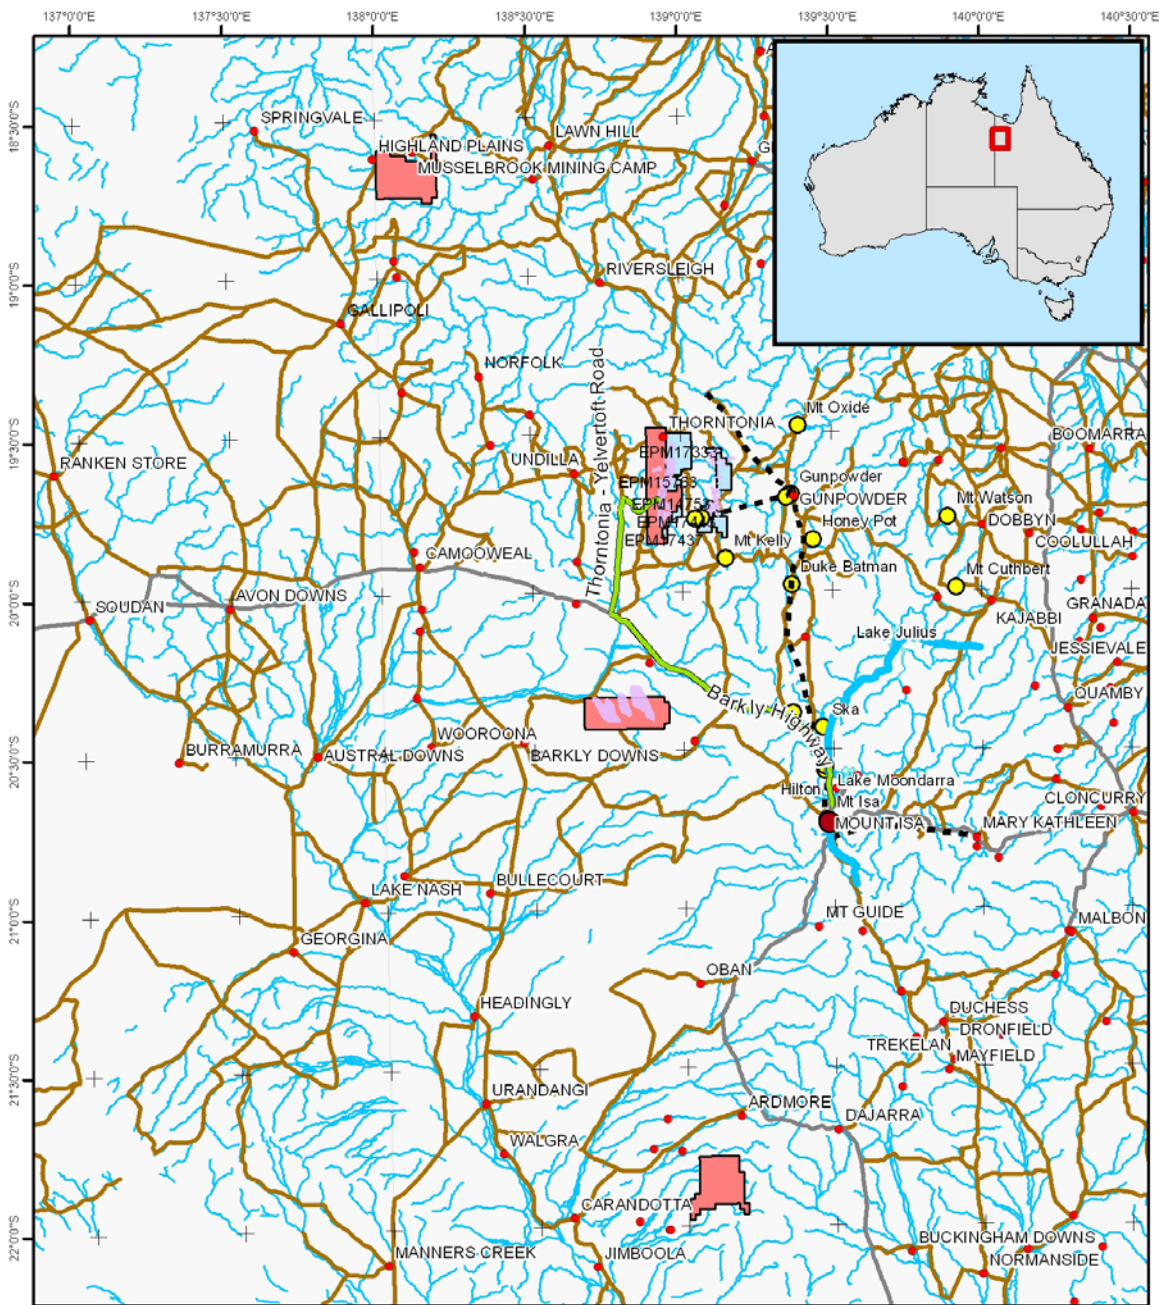 137°0'0"E
137°30'0"E
138°0'0"E
138°30'0"E
139°0'0"E
139°30'0"E
140°0'0"E
140°30'0"E
18°30'0"S
19°0'0"S
19°30'0"S
20°0'0"S
20°30'0"S
21°0'0"S
21°30'0"S
22°0'0"S
SPRINGVALE
LAWN HILL
HIGHLAND PLAINS
MUSSELBROOK MINING CAMP
RIVERSLEIGH
GALLIPOLI
NORFOLK
Thorntonia - Yelvertoft Road
Mt Oxide
THORNTONIA
BOOMARRA
EPM17333
RANKEN STORE
UNDILLA
Gunpowder
EPM15763
GUNPOWDER
Mt Watson
EPM14753
Honey Pot
DOBBYN
Mt Kelly
COOLULLAH
CAMOOWEAL
Duke Batman
Mt Cuthbert
AVON DOWNS
SOUDAN
GRANADA
KAJABBI
Lake Julius
JESSIEVALE
QUAMBY
Barkly Highway
Ska
WOOROONA
BURRAMURRA
AUSTRAL DOWNS
BARKLY DOWNS
Lake Moondarra
Hilton
Mt Isa
CLONCURRY
MOUNT ISA
MARY KATHLEEN
LAKE NASH
BULLECOURT
MT GUIDE
MALBON
GEORGINA
OBAN
HEADINGLY
DUCHESS
DRONFIELD
TREKELAN
MAYFIELD
URANDANGI
ARDMORE
DAJARRA
WALGRA
CARANDOTTA
BUCKINGHAM DOWNS
MANNERS CREEK
JIMBOOLA
NORMANSIDE